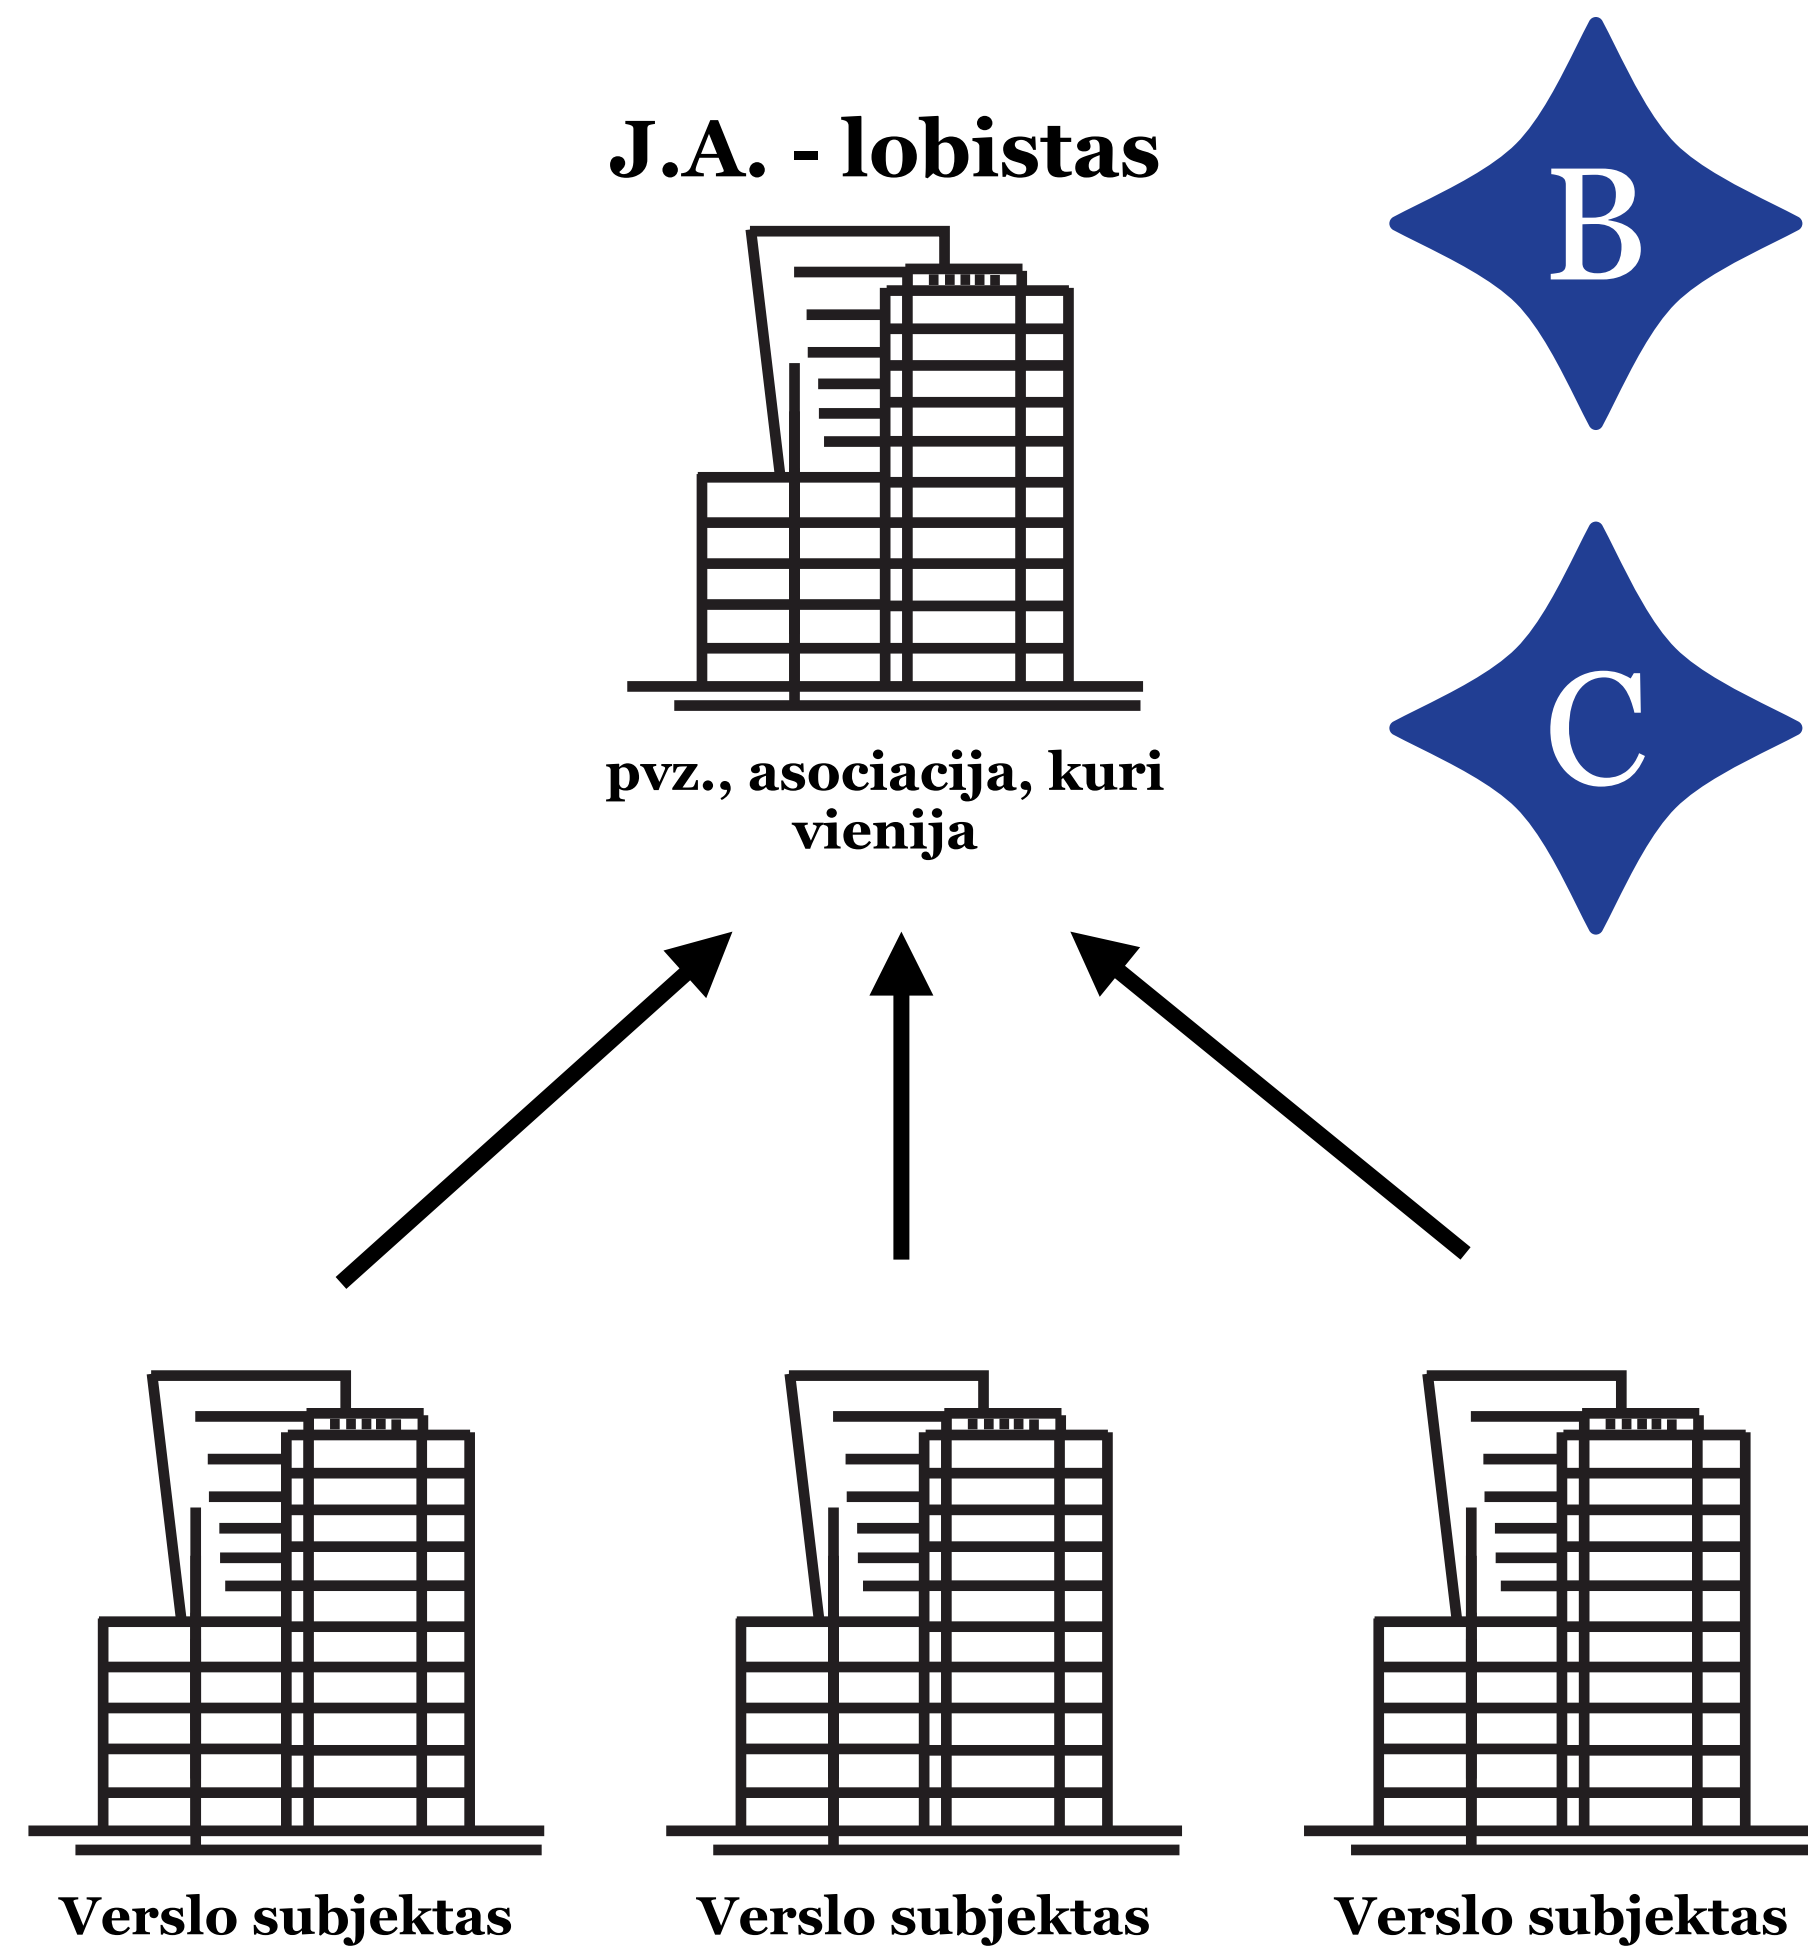 J.A. - lobistas
B
C
pvz., asociacija, kuri
vienija
Verslo subjektas
Verslo subjektas
Verslo subjektas